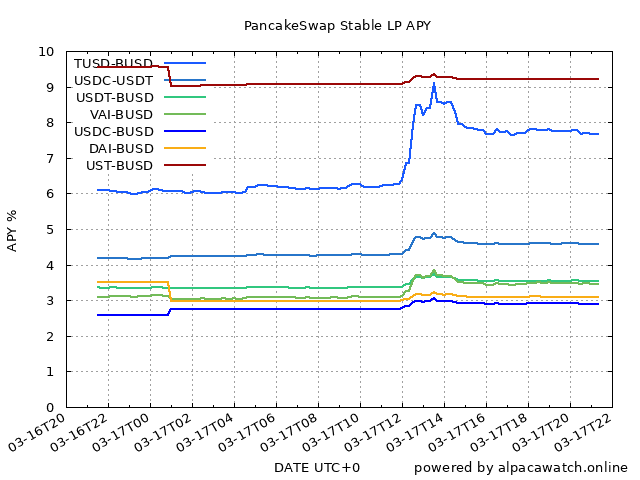 PancakeSwap Stable LP APY
APY %
10
9
8
7
6
5
4
3
2
1
0
TUSD-BUSD
USDC-USDT
USDT-BUSD
VAI-BUSD
USDC-BUSD
DAI-BUSD
UST-BUSD
03-16T20
03-16T22
03-17T00
03-17T02
03-17T04
03-17T06
03-17T08
03-17T10
03-17T12
03-17T14
03-17T16
03-17T18
03-17T20
03-17T22
DATE UTC+0
powered by alpacawatch.online